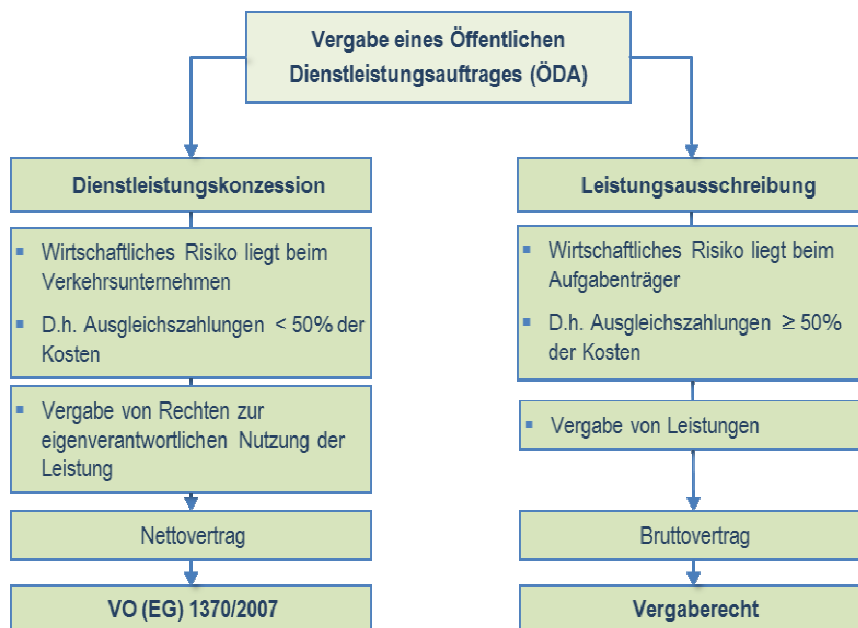 Vergabe eines Öffentlichen
Dienstleistungsauftrages (ÖDA)
Dienstleistungskonzession
▪ Wirtschaftliches Risiko liegt beim
Verkehrsunternehmen
▪ D.h. Ausgleichszahlungen < 50% der
Kosten
▪ Vergabe von Rechten zur
eigenverantwortlichen Nutzung der
Leistung
Nettovertrag
VO (EG) 1370/2007
Leistungsausschreibung
▪ Wirtschaftliches Risiko liegt beim
Aufgabenträger
▪ D.h. Ausgleichszahlungen ≥ 50%
der Kosten
▪ Vergabe von Leistungen
Bruttovertrag
Vergaberecht